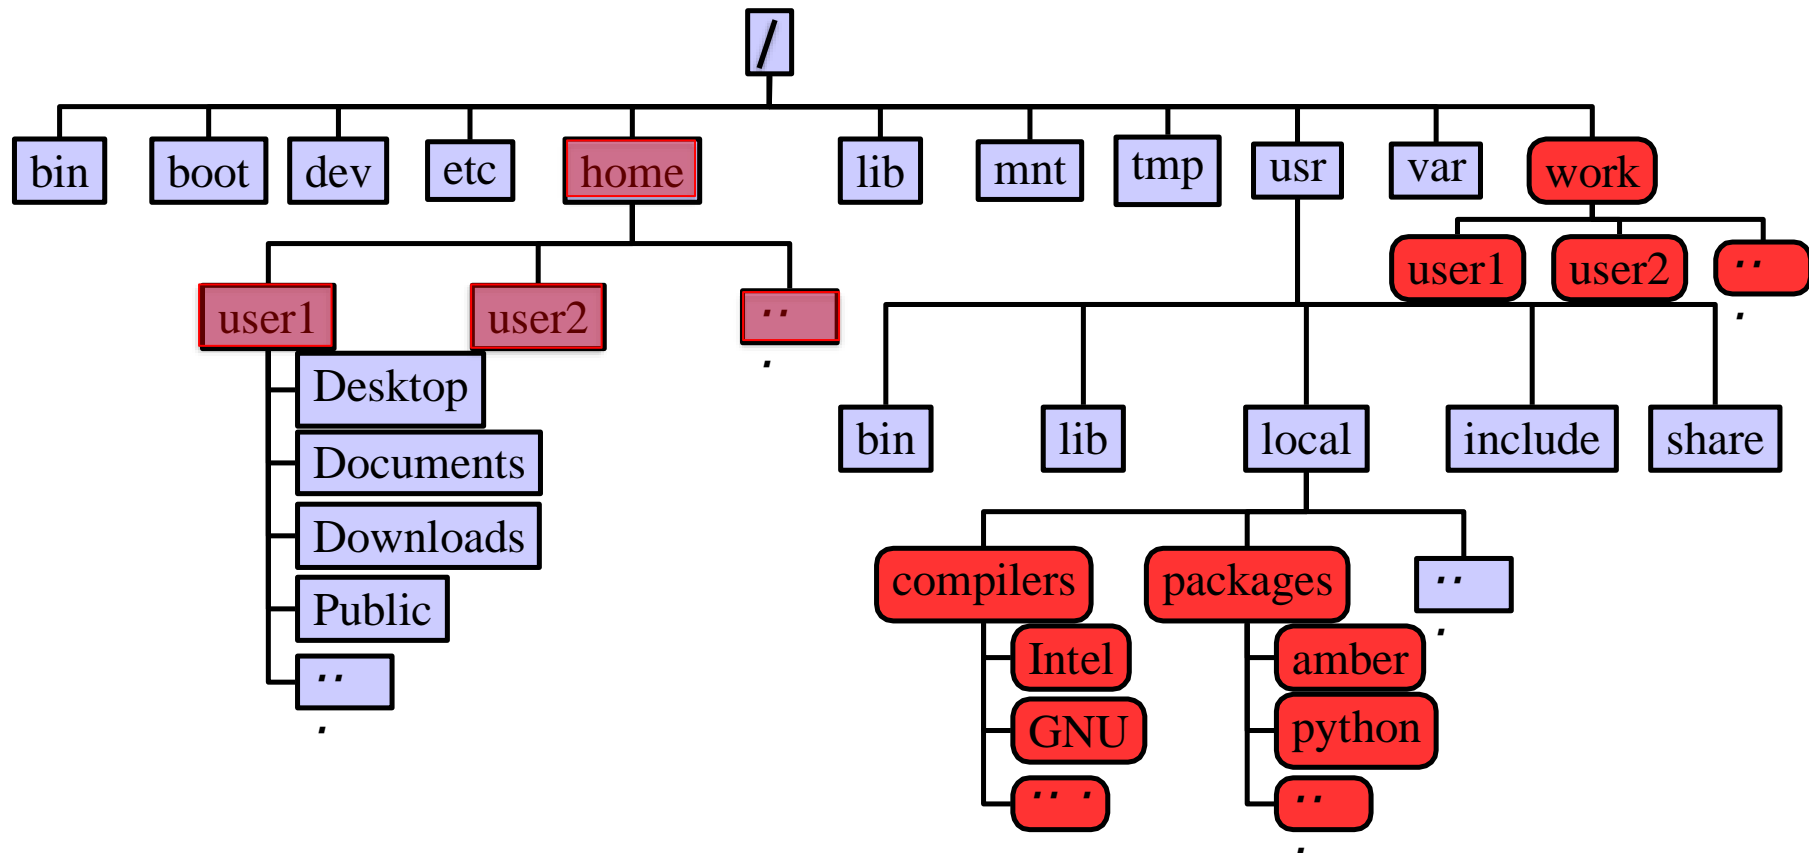 /
bin boot dev etc home lib mnt tmp usr var work
user1 user2 ...
user1 user2 ...
Desktop
Documents
Downloads
Public
...
bin lib local include share
compilers packages ...
Intel
GNU
...
amber
python
...